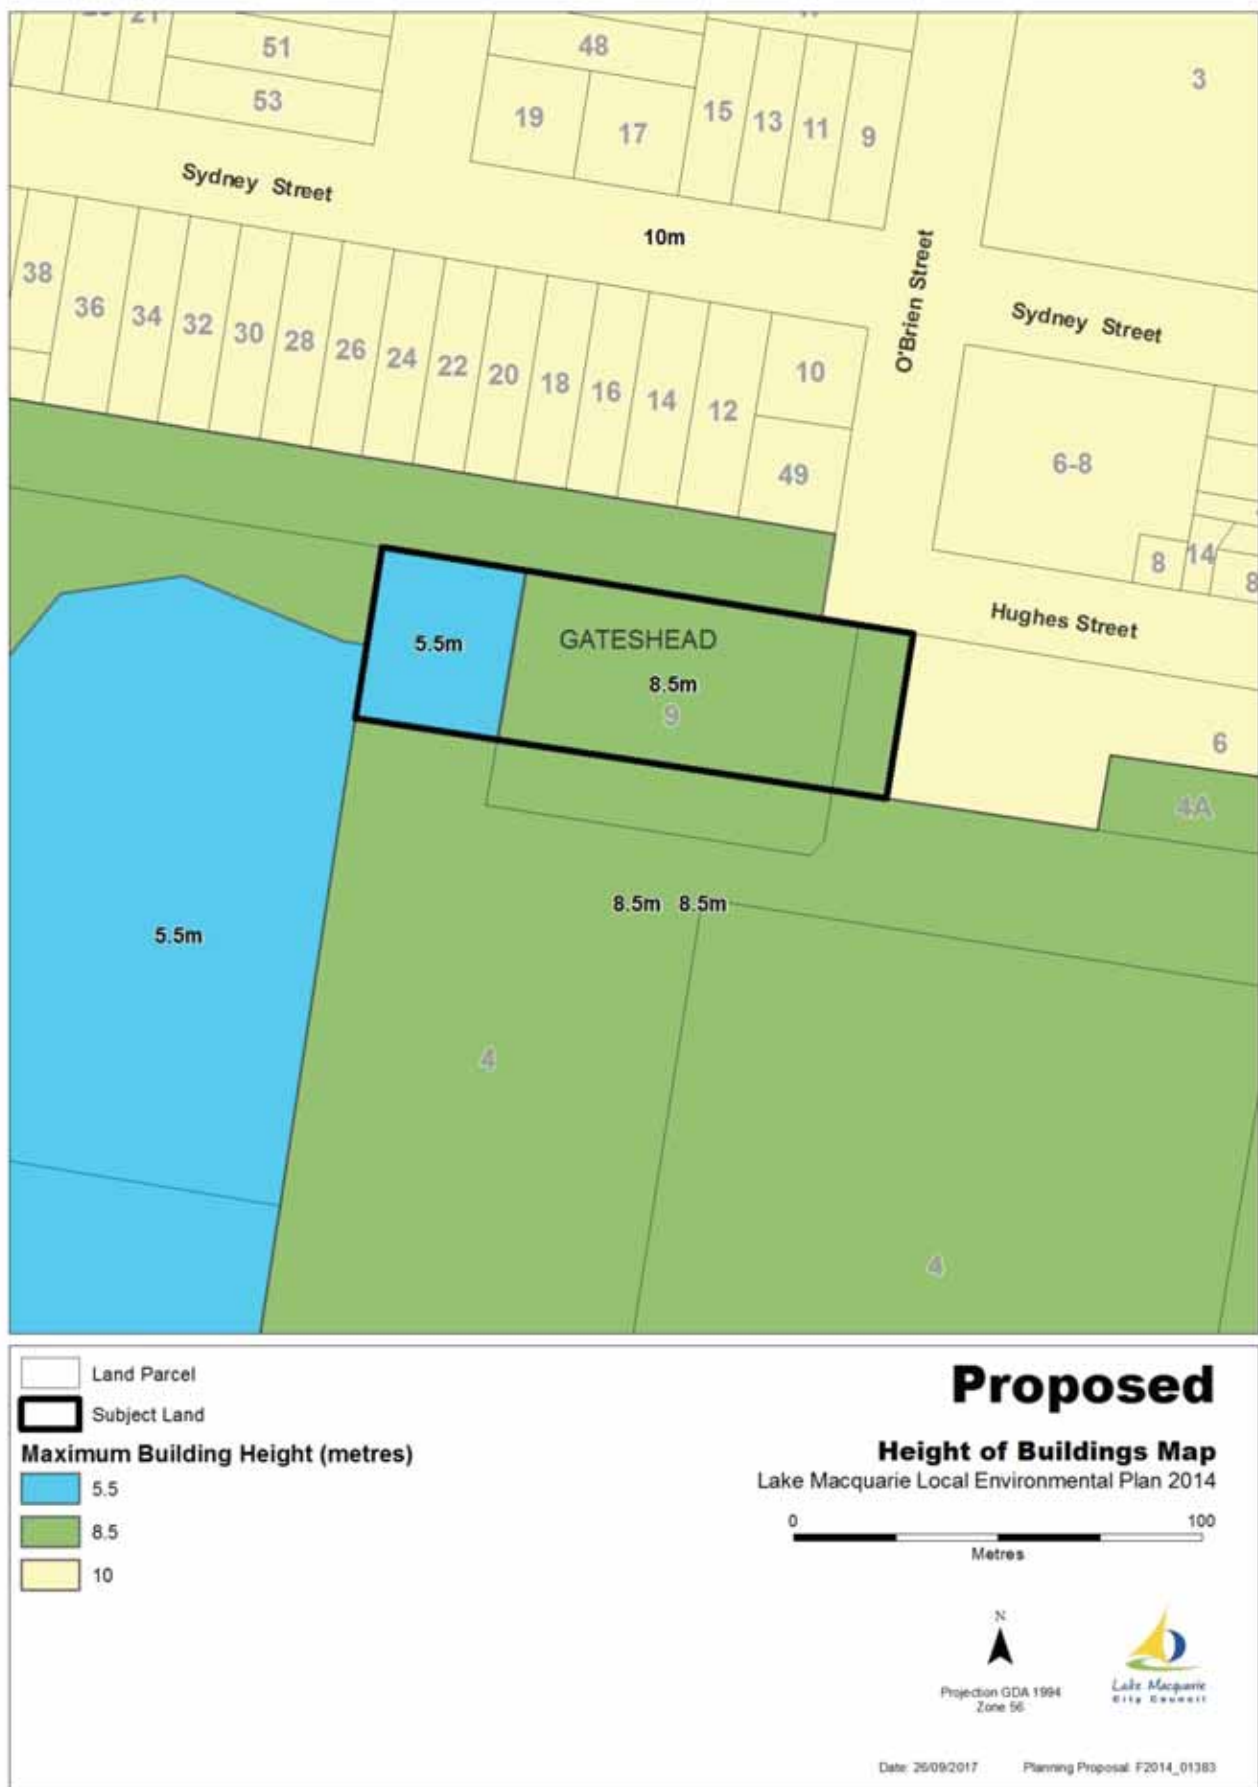 51
48
3
53
19
17
15
13
11
9
Sydney Street
10m
O'Brien Street
Sydney Street
38
36
34
32
30
28
26
24
22
20
18
16
14
12
10
49
6-8
8
14
8
Hughes Street
5.5m
GATESHEAD
8.5m
9
6
4A
8.5m 8.5m
5.5m
4
4
Land Parcel
Subject Land
Maximum Building Height (metres)
5.5
8.5
10
Proposed
Height of Buildings Map
Lake Macquarie Local Environmental Plan 2014
0 100
Metres
N
Projection GDA 1994
Zone 56
Lake Macquarie
City Council
Date: 26/09/2017 Planning Proposal: F2014_01383